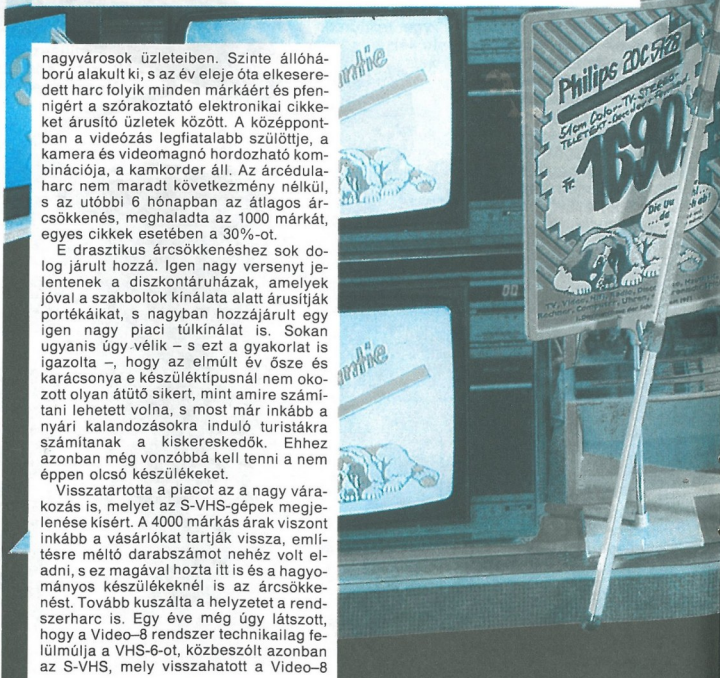 nagyvárosok üzleteiben. Szinte állóhá-
ború alakult ki, s az év eleje óta elkesere-
dett harc folyik minden márkáért és pfen-
nigért a szórakoztató elektronikai cikke-
ket árusító üzletek között. A középpont-
ban a videózás legfiatalabb szülöttje, a
kamera és videomagnó hordozható kom-
binációja, a kamkorder áll. Az árcédula-
harc nem maradt következmény nélkül,
s az utóbbi 6 hónapban az átlagos ár-
csökkenés, meghaladta az 1000 márkát,
egyes cikkek esetében a 30%-ot.
E drasztikus árcsökkenéshez sok do-
log járult hozzá. Igen nagy versenyt je-
lentenek a diszkontáruházak, amelyek
jóval a szakboltok kínálata alatt árusítják
portékáikat, s nagyban hozzájárult egy
igen nagy piaci túlkínálat is. Sokan
ugyanis úgy vélik – s ezt a gyakorlat is
igazolta –, hogy az elmúlt év ősze és
karácsonya e készüléktípusnál nem oko-
zott olyan átütő sikert, mint amire számí-
tani lehetett volna, s most már inkább a
nyári kalandozásokra induló turistákra
számítanak a kiskereskedők. Ehhez
azonban még vonzóbbá kell tenni a nem
éppen olcsó készülékeket.
Visszatartotta a piacot az a nagy vára-
kozás is, melyet az S-VHS-gépek megje-
lenése kísért. A 4000 márkás árak viszont
inkább a vásárlókat tartják vissza, emlí-
tésre méltó darabszámot nehéz volt el-
adni, s ez magával hozta itt is és a hagyo-
mányos készülékeknél is az árcsökke-
nést. Tovább kuszálta a helyzetet a rend-
szerharc is. Egy éve még úgy látszott,
hogy a Video–8 rendszer technikailag fe-
lülmúlja a VHS-6-ot, közbeszólt azonban
az S-VHS, mely visszahatott a Video–8
antie
antie
Philips 20C 5728
51cm Color-TV, STEREO
TELETEXT
Fr. 1690.-